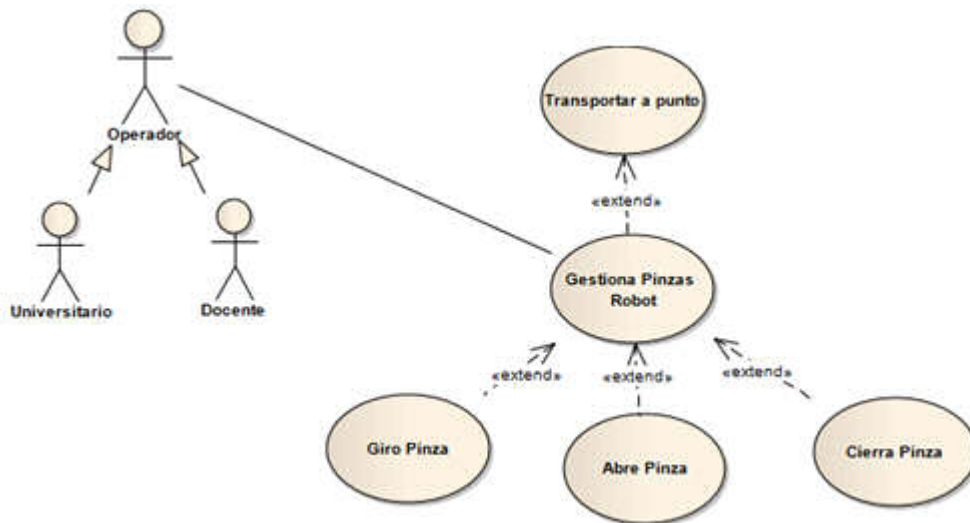 Operador
Universitario
Docente
Transportar a punto
«extend»
Gestiona Pinzas
Robot
«extend»
«extend»
«extend»
Giro Pinza
Abre Pinza
Cierra Pinza